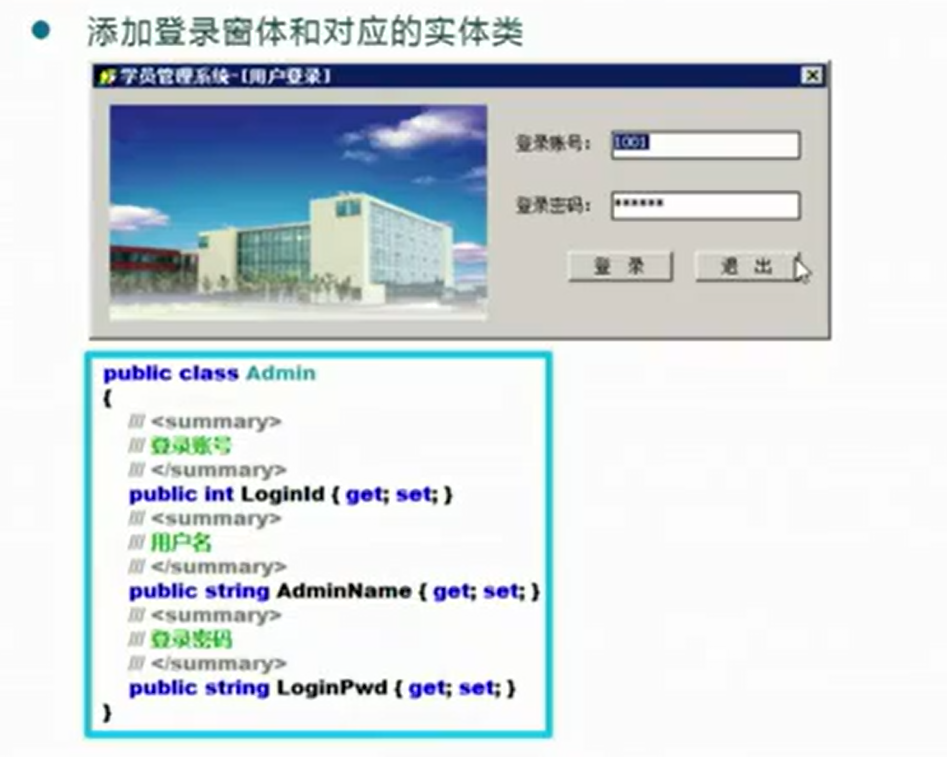 添加登录窗体和对应的实体类
学员管理系统-[用户登录]
登录账号： 1001
登录密码： ******
登 录 退 出
public class Admin
{
/// <summary>
/// 登录账号
/// </summary>
public int LoginId { get; set; }
/// <summary>
/// 用户名
/// </summary>
public string AdminName { get; set; }
/// <summary>
/// 登录密码
/// </summary>
public string LoginPwd { get; set; }
}